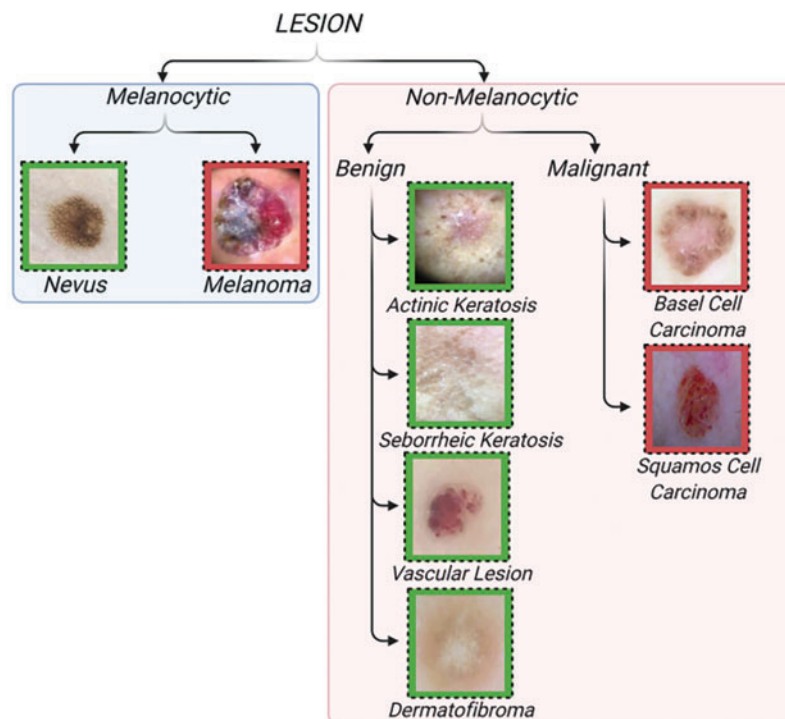 LESION
Melanocytic
Non-Melanocytic
Nevus
Melanoma
Benign
Malignant
Actinic Keratosis
Seborrheic Keratosis
Vascular Lesion
Dermatofibroma
Basel Cell
Carcinoma
Squamos Cell
Carcinoma